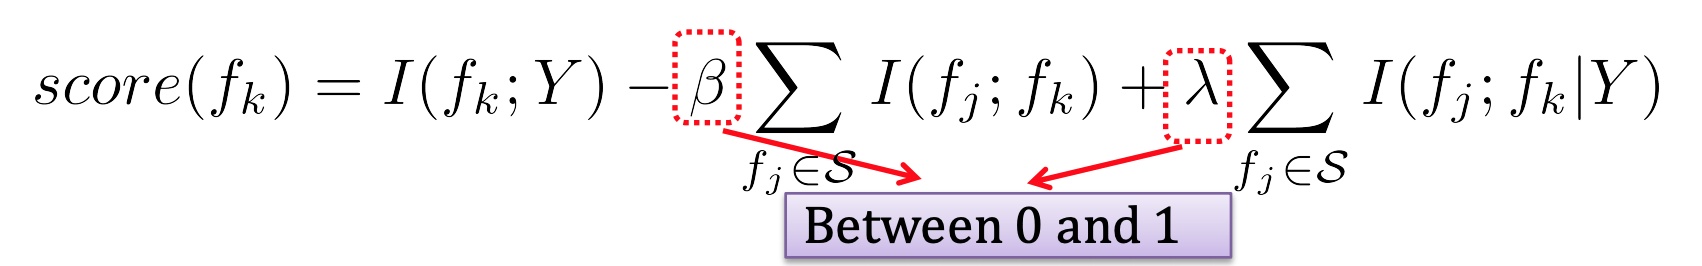 score(f_k) = I(f_k; Y) − β ∑_{f_j∈𝒮} I(f_j; f_k) + λ ∑_{f_j∈𝒮} I(f_j; f_k|Y)
Between 0 and 1